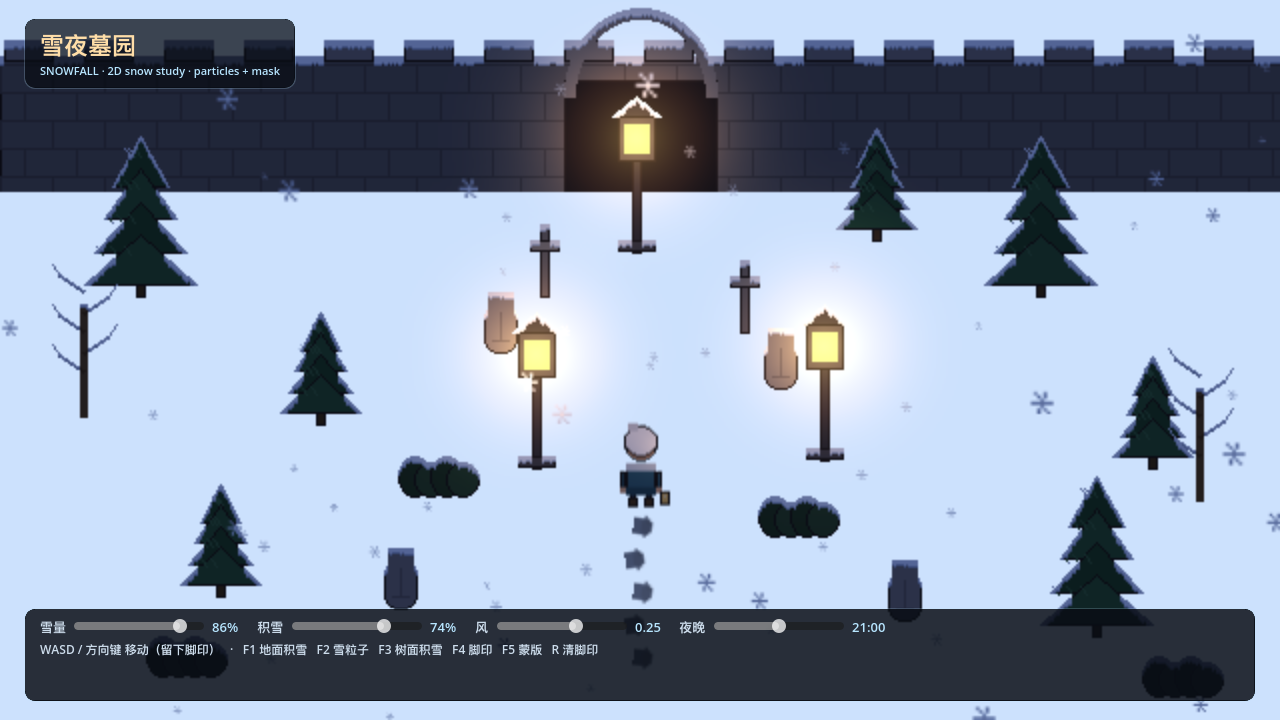 雪夜墓园
SNOWFALL · 2D snow study · particles + mask
雪量 86% 积雪 74% 风 0.25 夜晚 21:00
WASD / 方向键 移动（留下脚印） · F1 地面积雪 F2 雪粒子 F3 树面积雪 F4 脚印 F5 蒙版 R 清脚印